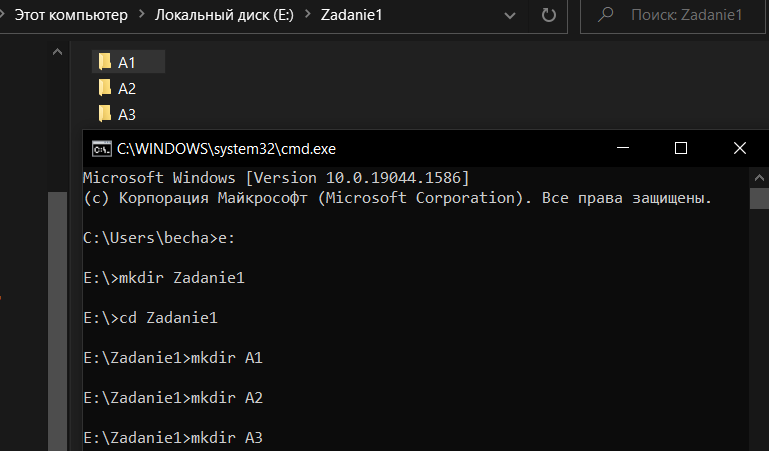 Этот компьютер > Локальный диск (E:) > Zadanie1
Поиск: Zadanie1
A1
A2
A3
C:\WINDOWS\system32\cmd.exe
Microsoft Windows [Version 10.0.19044.1586]
(c) Корпорация Майкрософт (Microsoft Corporation). Все права защищены.
C:\Users\becha>e:
E:\>mkdir Zadanie1
E:\>cd Zadanie1
E:\Zadanie1>mkdir A1
E:\Zadanie1>mkdir A2
E:\Zadanie1>mkdir A3